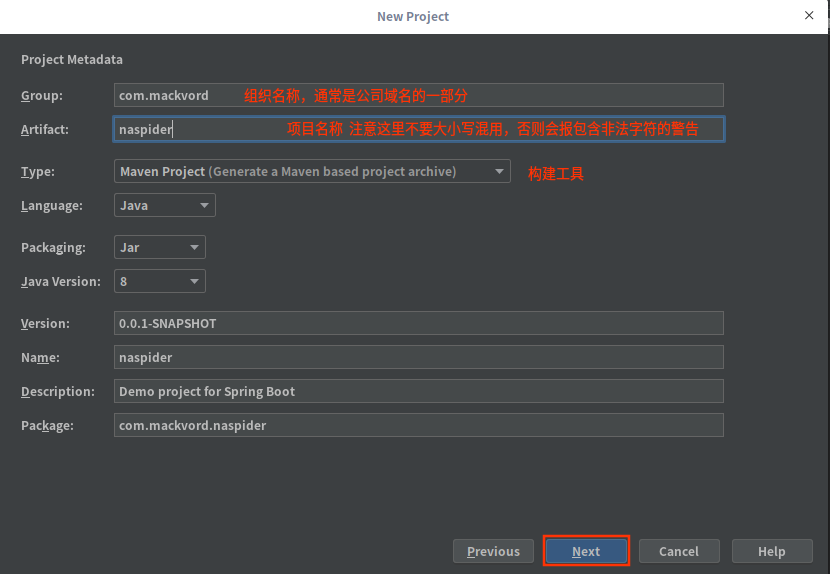 New Project
Project Metadata
Group: com.mackvord 组织名称，通常是公司域名的一部分
Artifact: naspider 项目名称 注意这里不要大小写混用，否则会报包含非法字符的警告
Type: Maven Project (Generate a Maven based project archive) 构建工具
Language: Java
Packaging: Jar
Java Version: 8
Version: 0.0.1-SNAPSHOT
Name: naspider
Description: Demo project for Spring Boot
Package: com.mackvord.naspider
Previous Next Cancel Help